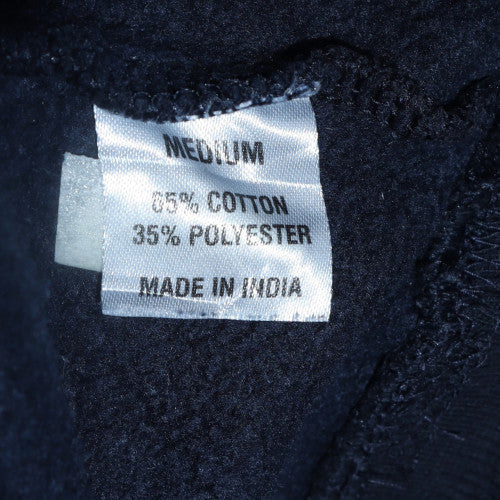 MEDIUM
65% COTTON
35% POLYESTER
MADE IN INDIA